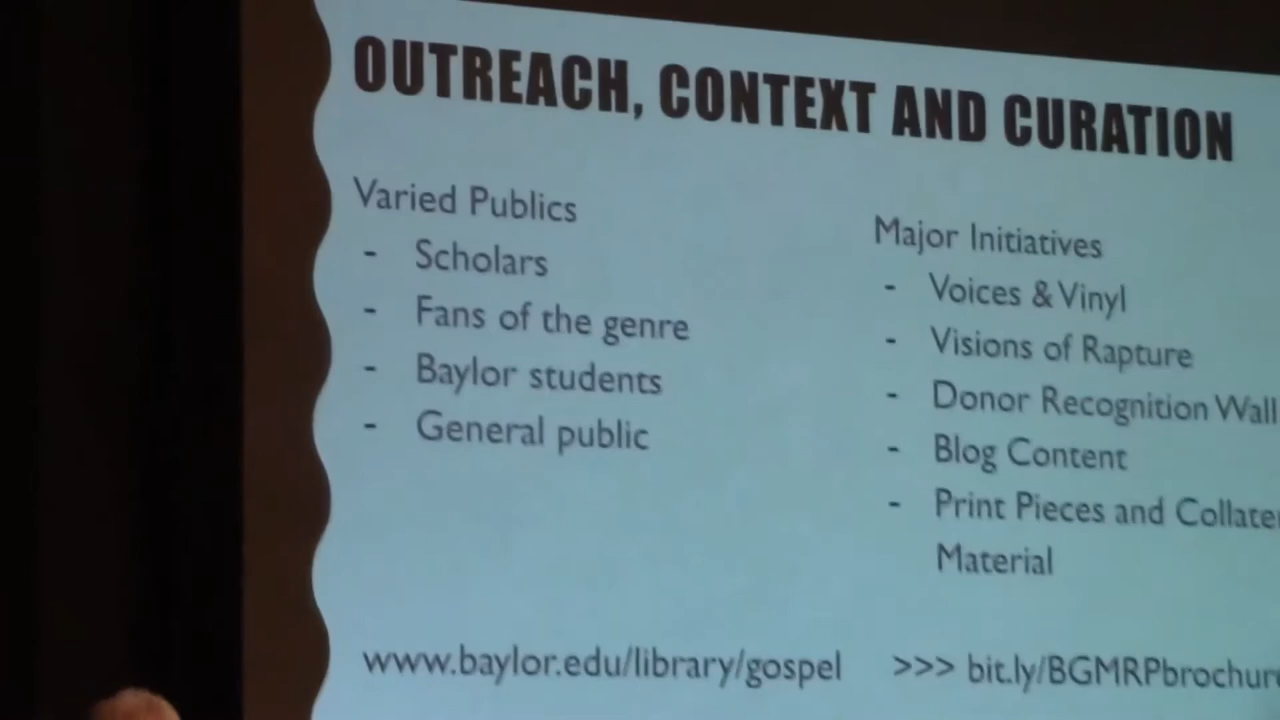 OUTREACH, CONTEXT AND CURATION
Varied Publics
- Scholars
- Fans of the genre
- Baylor students
- General public
Major Initiatives
- Voices & Vinyl
- Visions of Rapture
- Donor Recognition Wall
- Blog Content
- Print Pieces and
Material
www.baylor.edu/library/gospel >>>